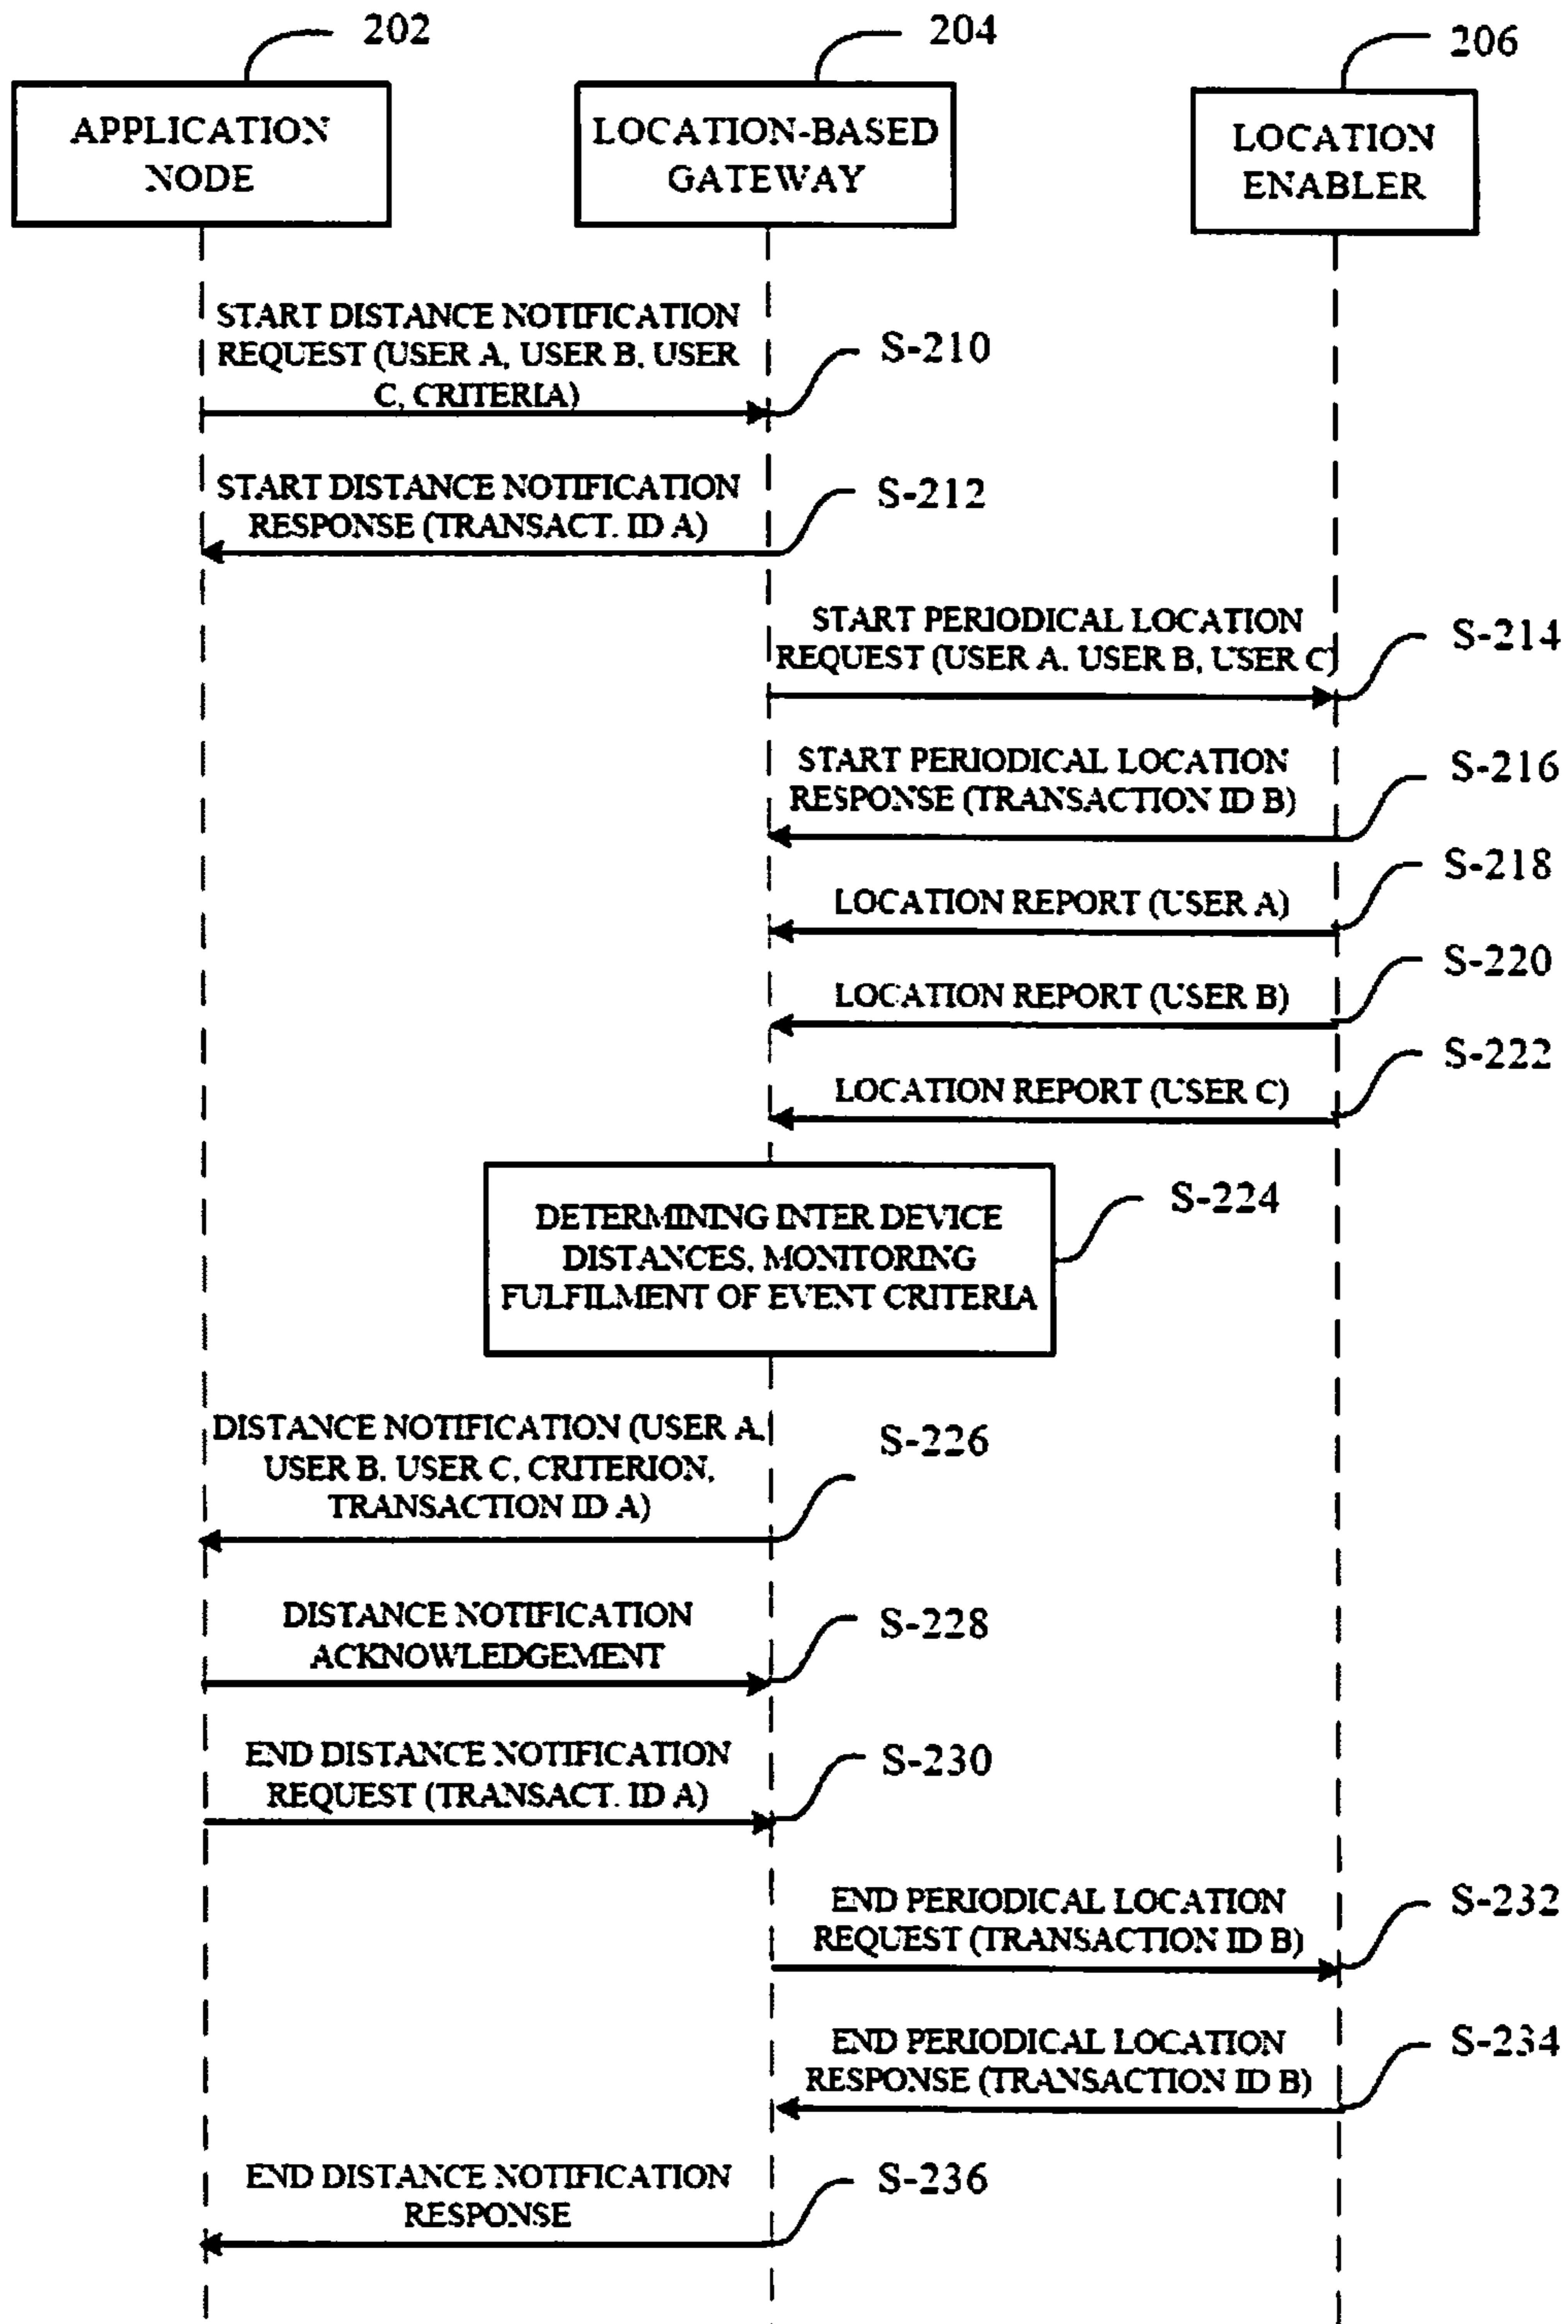 202
204
206
APPLICATION
NODE
LOCATION-BASED
GATEWAY
LOCATION
ENABLER
START DISTANCE NOTIFICATION
REQUEST (USER A, USER B, USER
C, CRITERIA)
S-210
START DISTANCE NOTIFICATION
RESPONSE (TRANSACT. ID A)
S-212
START PERIODICAL LOCATION
REQUEST (USER A, USER B, USER C)
S-214
START PERIODICAL LOCATION
RESPONSE (TRANSACTION ID B)
S-216
LOCATION REPORT (USER A)
S-218
LOCATION REPORT (USER B)
S-220
LOCATION REPORT (USER C)
S-222
DETERMINING INTER DEVICE
DISTANCES, MONITORING
FULFILMENT OF EVENT CRITERIA
S-224
DISTANCE NOTIFICATION (USER A,
USER B, USER C, CRITERION,
TRANSACTION ID A)
S-226
DISTANCE NOTIFICATION
ACKNOWLEDGEMENT
S-228
END DISTANCE NOTIFICATION
REQUEST (TRANSACT. ID A)
S-230
END PERIODICAL LOCATION
REQUEST (TRANSACTION ID B)
S-232
END PERIODICAL LOCATION
RESPONSE (TRANSACTION ID B)
S-234
END DISTANCE NOTIFICATION
RESPONSE
S-236